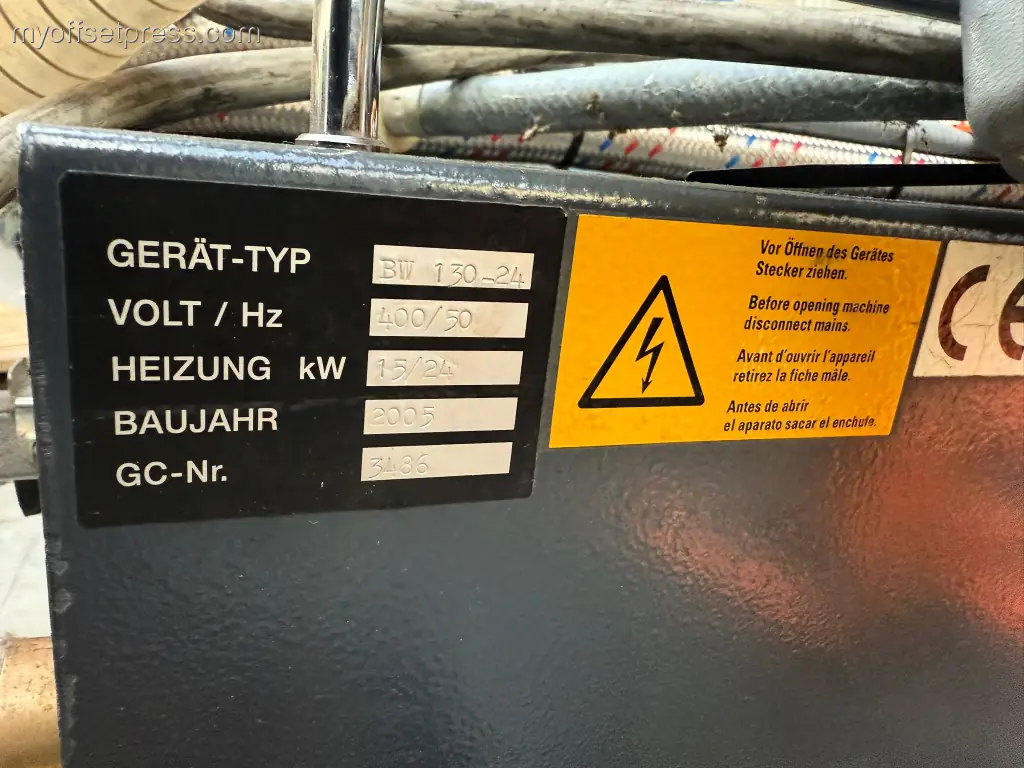 myoffsetpress.com
GERÄT-TYP BW 130-24
VOLT / Hz 400/50
HEIZUNG kW 15/24
BAUJAHR 2005
GC-Nr. 3486
Vor Öffnen des Gerätes
Stecker ziehen.
Before opening machine
disconnect mains.
Avant d'ouvrir l'appareil
retirez la fiche mâle.
Antes de abrir
el aparato sacar el enchufe.
CE